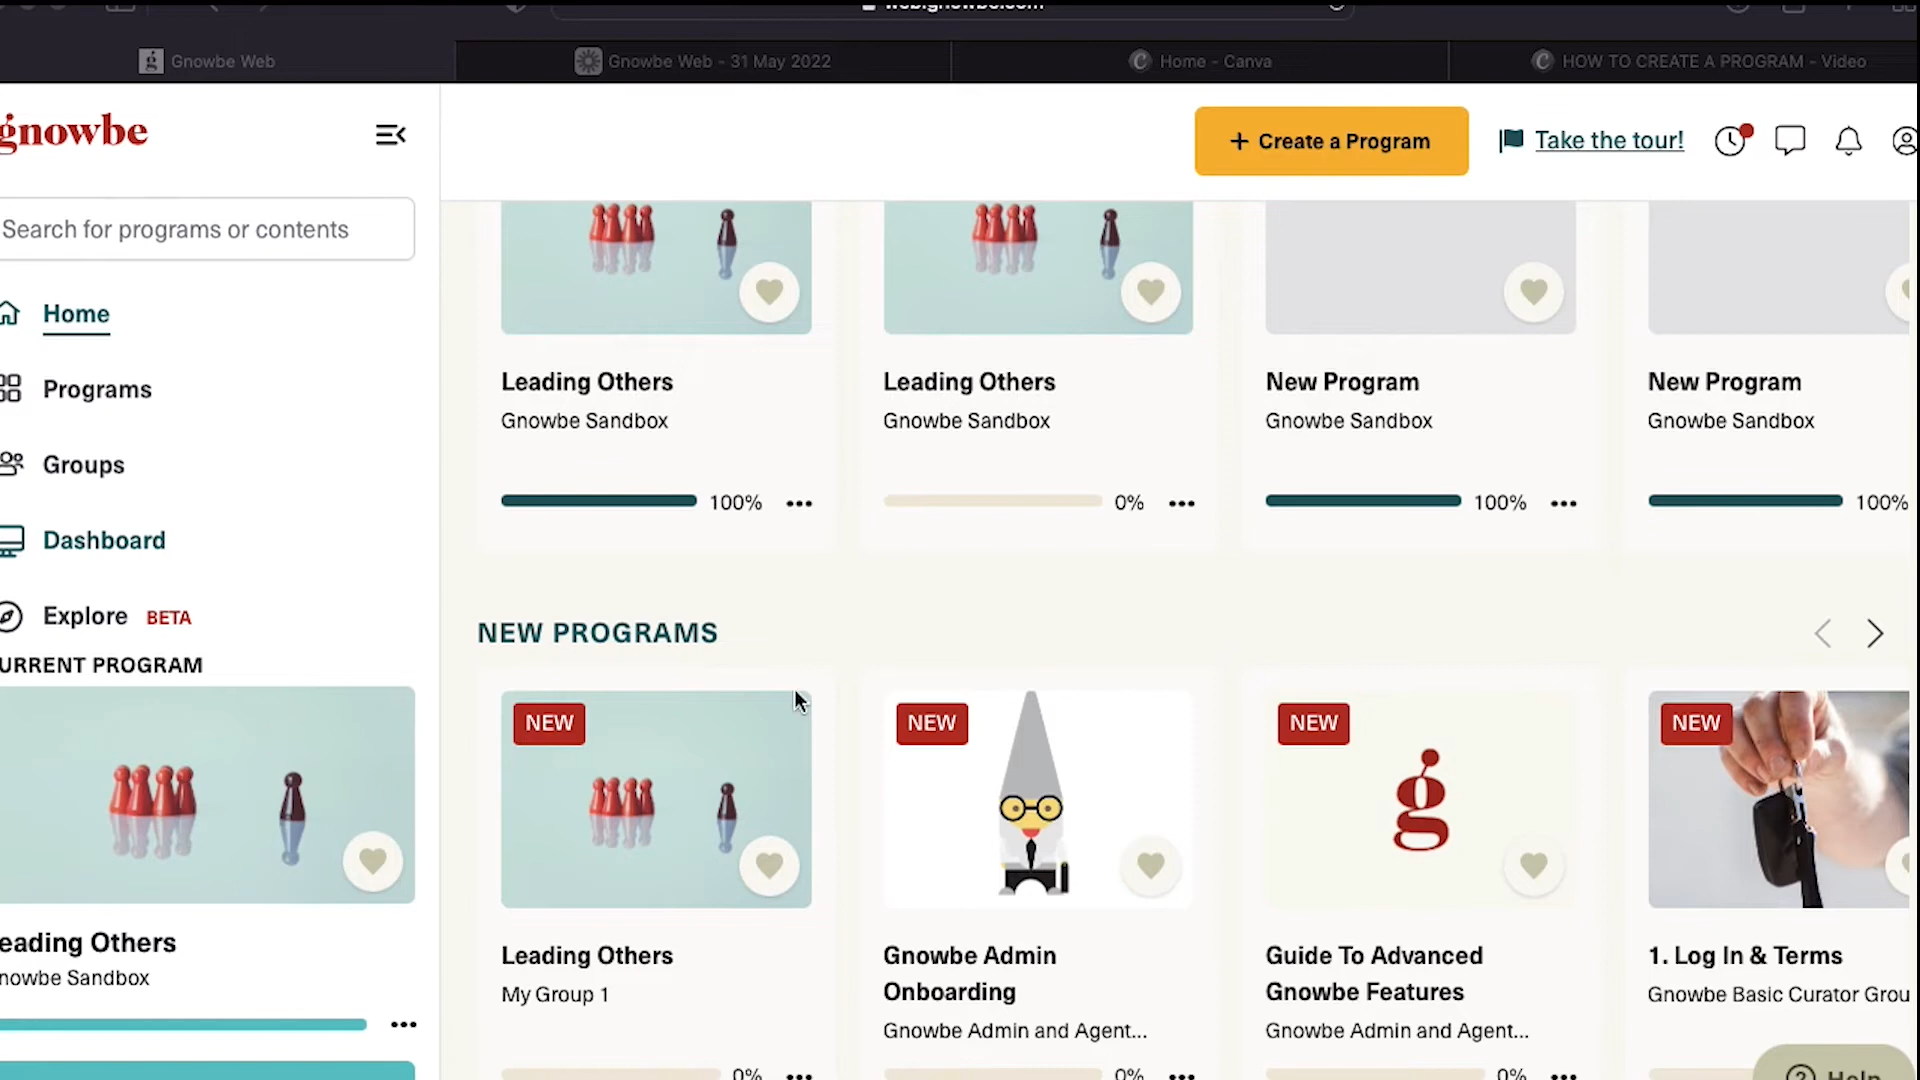 Gnowbe Web
Gnowbe Web - 31 May 2022
Home - Canva
HOW TO CREATE A PROGRAM - Video
gnowbe
+ Create a Program
Take the tour!
Search for programs or contents
Home
Programs
Groups
Dashboard
Explore BETA
URRENT PROGRAM
eading Others
nowbe Sandbox
Leading Others
Gnowbe Sandbox
100%
Leading Others
Gnowbe Sandbox
0%
New Program
Gnowbe Sandbox
100%
New Program
Gnowbe Sandbox
100%
NEW PROGRAMS
NEW
Leading Others
My Group 1
0%
NEW
Gnowbe Admin
Onboarding
Gnowbe Admin and Agent...
0%
NEW
g
Guide To Advanced
Gnowbe Features
Gnowbe Admin and Agent...
0%
NEW
1. Log In & Terms
Gnowbe Basic Curator Grou
Help